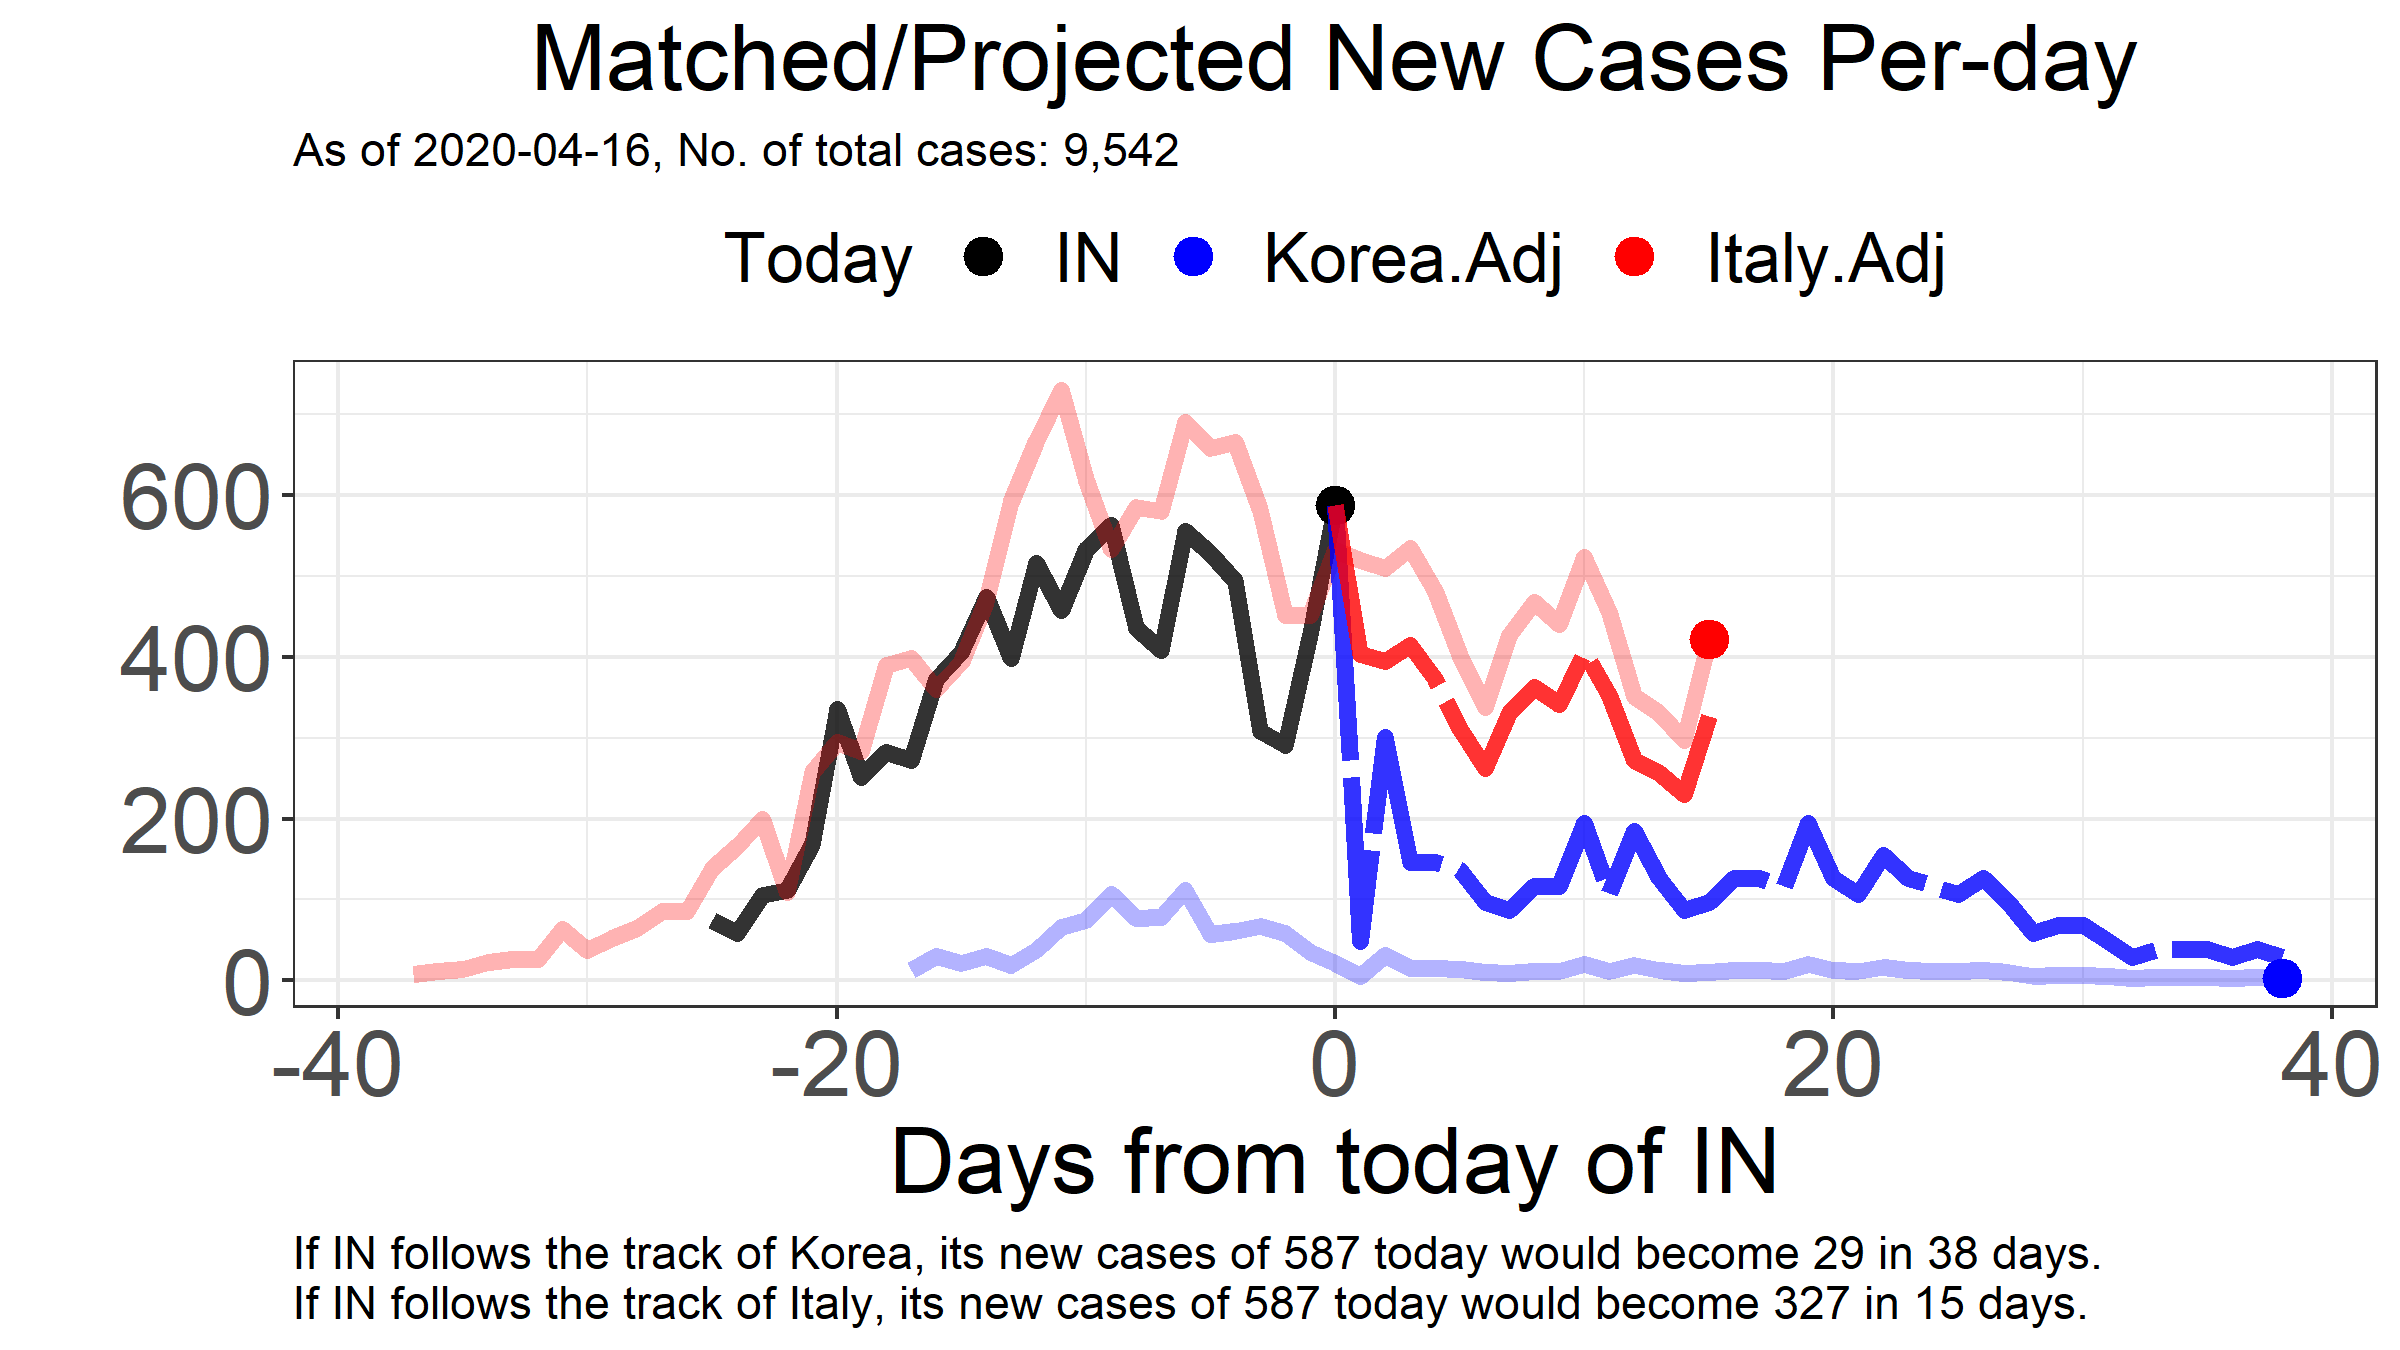 Matched/Projected New Cases Per-day
As of 2020-04-16, No. of total cases: 9,542
Today IN Korea.Adj Italy.Adj
600
400
200
0
-40 -20 0 20 40
Days from today of IN
If IN follows the track of Korea, its new cases of 587 today would become 29 in 38 days.
If IN follows the track of Italy, its new cases of 587 today would become 327 in 15 days.